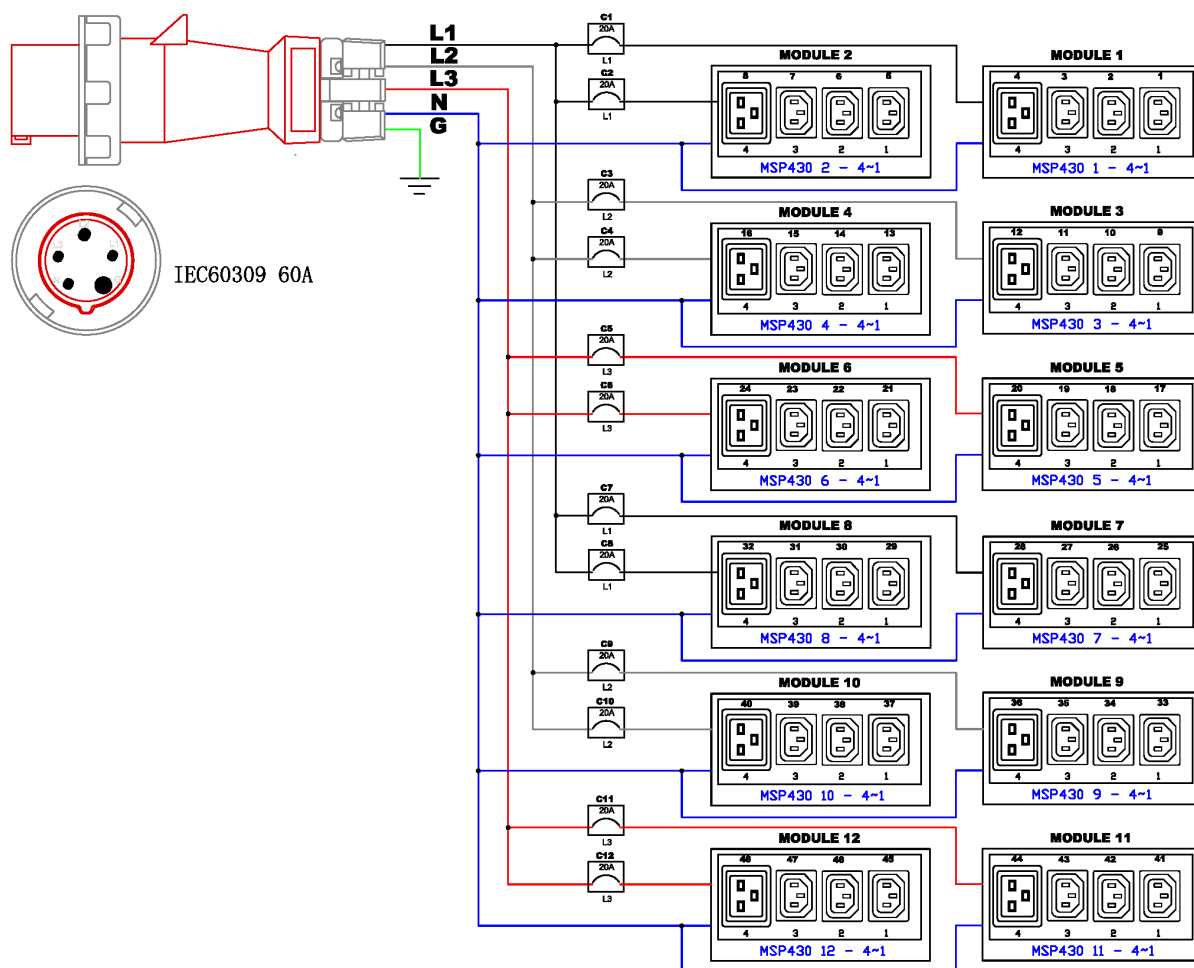 L1
L2
L3
N
G
L2
L3
L1
N
G
IEC60309 60A
C1
20A
L1
C2
20A
L1
MODULE 2
8 7 6 5
4 3 2 1
MSP430 2 - 4~1
MODULE 1
4 3 2 1
4 3 2 1
MSP430 1 - 4~1
C3
20A
L2
C4
20A
L2
MODULE 4
16 15 14 13
4 3 2 1
MSP430 4 - 4~1
MODULE 3
12 11 10 9
4 3 2 1
MSP430 3 - 4~1
C5
20A
L3
C6
20A
L3
MODULE 6
24 23 22 21
4 3 2 1
MSP430 6 - 4~1
MODULE 5
20 19 18 17
4 3 2 1
MSP430 5 - 4~1
C7
20A
L1
C8
20A
L1
MODULE 8
32 31 30 29
4 3 2 1
MSP430 8 - 4~1
MODULE 7
28 27 26 25
4 3 2 1
MSP430 7 - 4~1
C9
20A
L2
C10
20A
L2
MODULE 10
40 39 38 37
4 3 2 1
MSP430 10 - 4~1
MODULE 9
36 35 34 33
4 3 2 1
MSP430 9 - 4~1
C11
20A
L3
C12
20A
L3
MODULE 12
48 47 46 45
4 3 2 1
MSP430 12 - 4~1
MODULE 11
44 43 42 41
4 3 2 1
MSP430 11 - 4~1